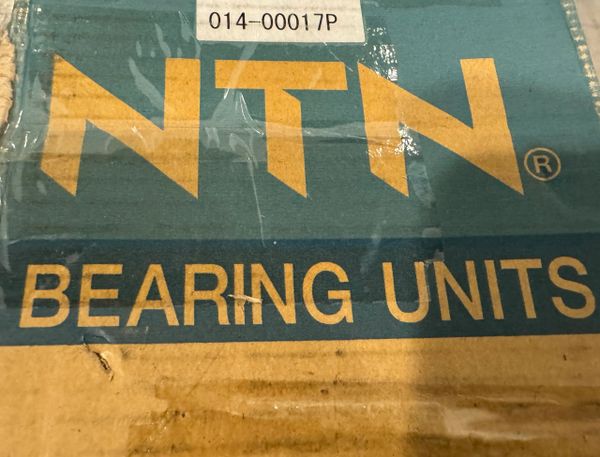 014-00017P
NTN®
BEARING UNITS